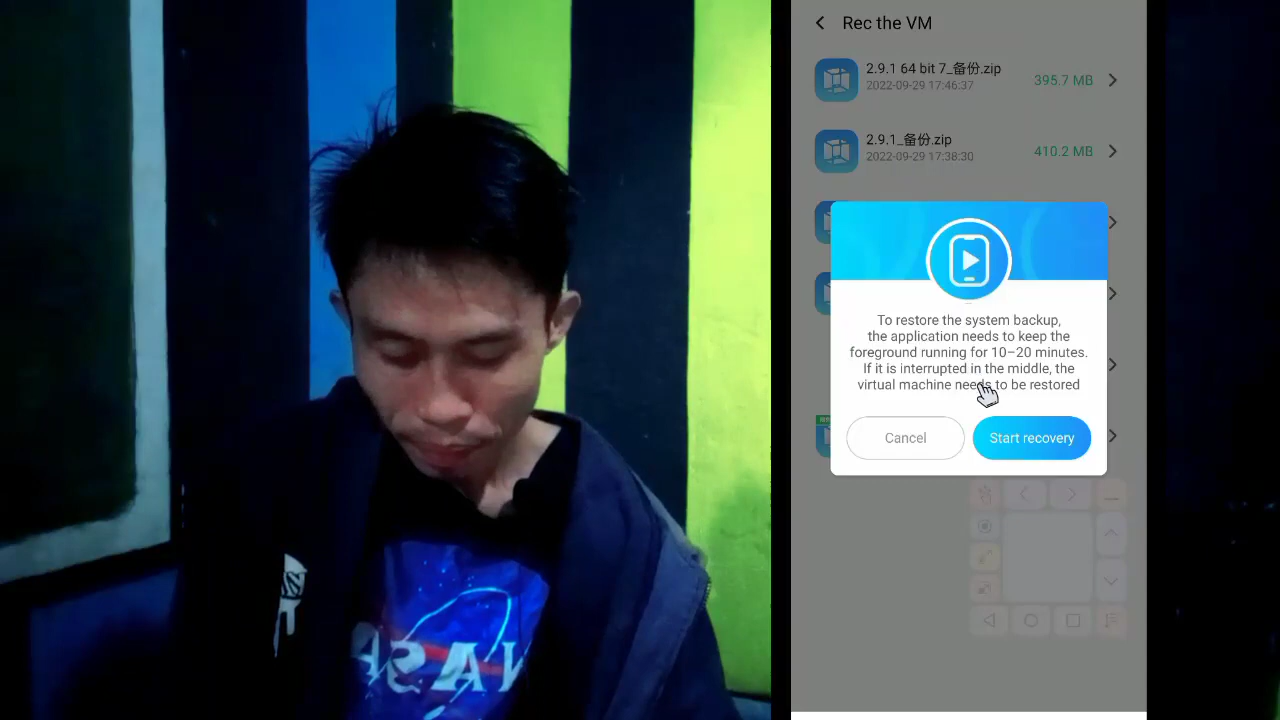 Rec the VM
2.9.1 64 bit 7_备份.zip
2022-09-29 17:46:37
395.7 MB
2.9.1_备份.zip
2022-09-29 17:38:30
410.2 MB
To restore the system backup,
the application needs to keep the
foreground running for 10–20 minutes.
If it is interrupted in the middle, the
virtual machine needs to be restored
Cancel
Start recovery
NASA